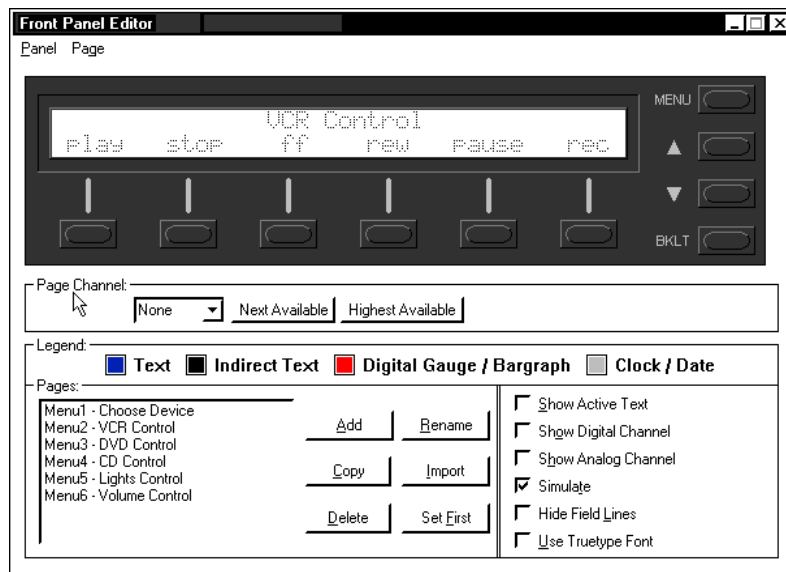 Front Panel Editor
Panel Page
MENU
VCR Control
play stop ff rew pause rec
BKLT
Page Channel:
None Next Available Highest Available
Legend:
Text Indirect Text Digital Gauge / Bargraph Clock / Date
Pages:
Menu1 - Choose Device
Menu2 - VCR Control
Menu3 - DVD Control
Menu4 - CD Control
Menu5 - Lights Control
Menu6 - Volume Control
Add Rename
Copy Import
Delete Set First
Show Active Text
Show Digital Channel
Show Analog Channel
Simulate
Hide Field Lines
Use Truetype Font